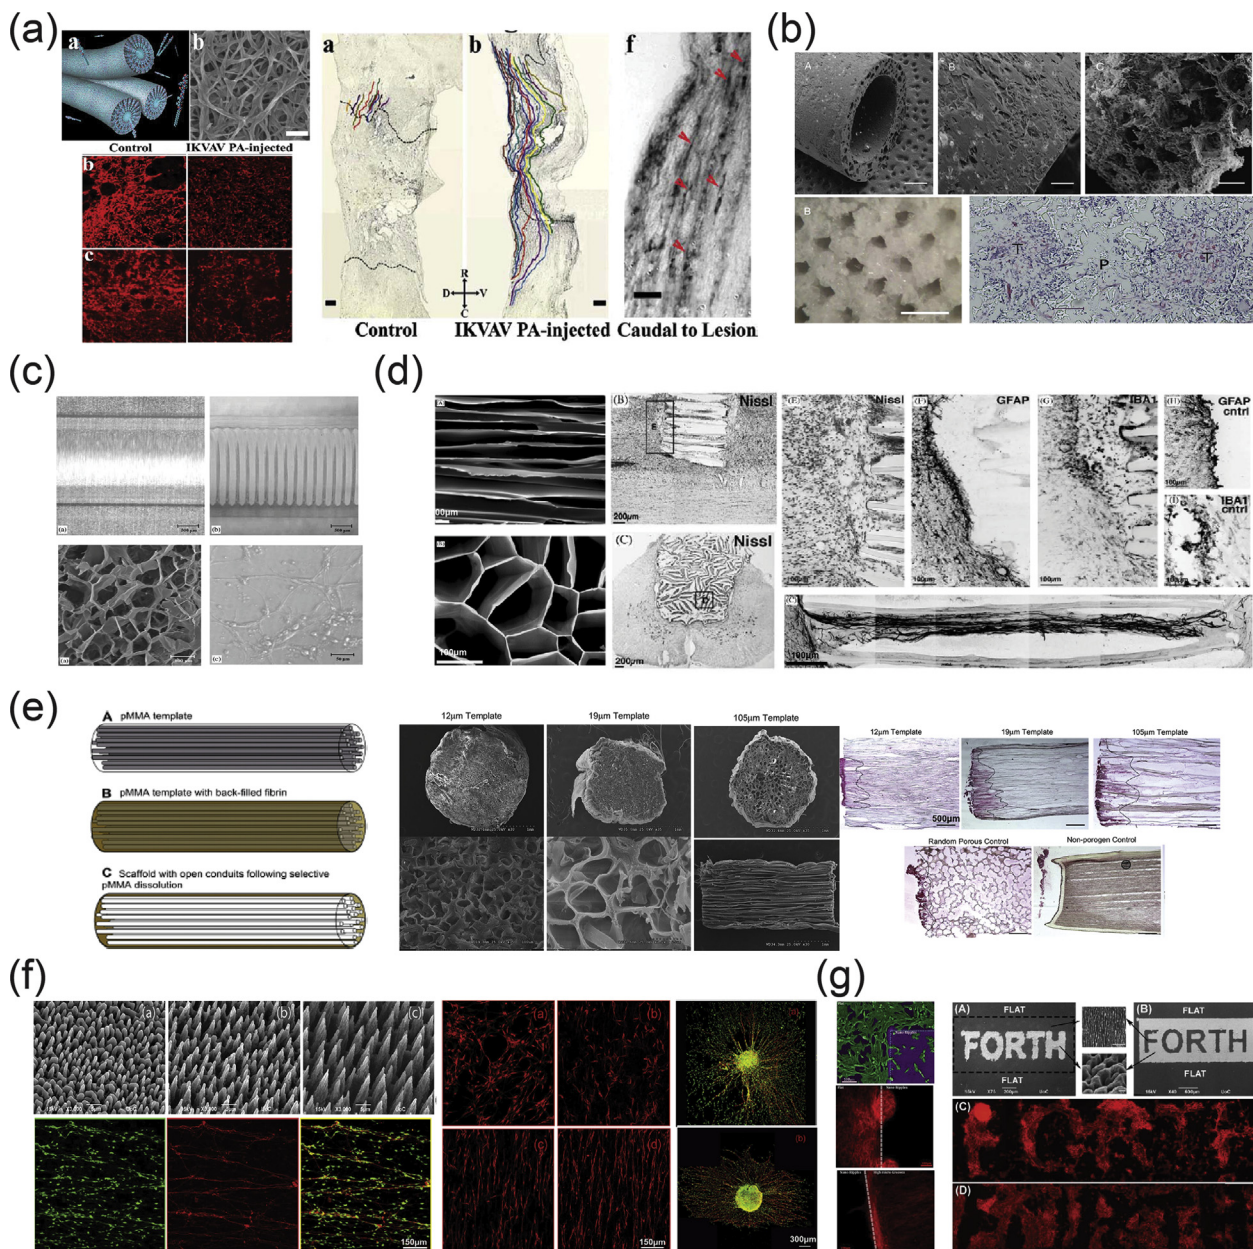 (a)
a
b
Control
IKVAV PA-injected
b
c
a
b
f
R
D
V
C
Control
IKVAV PA-injected
Caudal to Lesion
(b)
A
B
C
B
T
P
T
(c)
(a)
(b)
(a)
(c)
(d)
(B)
Nissl
E
200µm
(E)
Nissl
100µm
(F)
GFAP
100µm
(G)
IBA1
100µm
(H)
GFAP
cntrl
100µm
IBA1
cntrl
100µm
(C)
Nissl
D
200µm
(e)
A pMMA template
B pMMA template with back-filled fibrin
C Scaffold with open conduits following selective
pMMA dissolution
12µm Template
19µm Template
105µm Template
12µm Template
19µm Template
105µm Template
500µm
Random Porous Control
Non-porogen Control
(f)
(a)
(b)
(c)
(a)
(b)
(c)
(d)
(b)
150µm
150µm
300µm
(g)
(A)
FLAT
FORTH
FLAT
(B)
FLAT
FORTH
FLAT
(C)
(D)